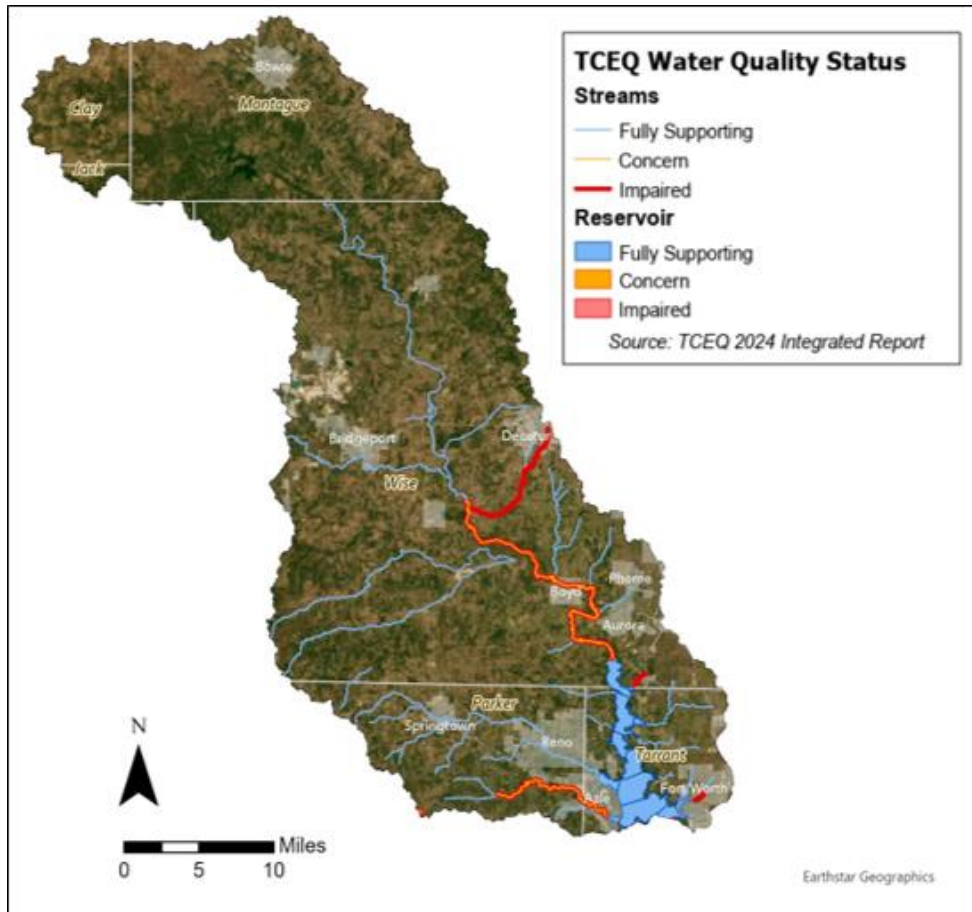 TCEQ Water Quality Status
Streams
Fully Supporting
Concern
Impaired
Reservoir
Fully Supporting
Concern
Impaired
Source: TCEQ 2024 Integrated Report
Bowie
Clay
Montague
Jack
Decatur
Bridgeport
Wise
Rhome
Boyd
Aurora
Parker
Springtown
Reno
Tarrant
Azle
Fort Worth
N
Miles
0 5 10
Earthstar Geographics